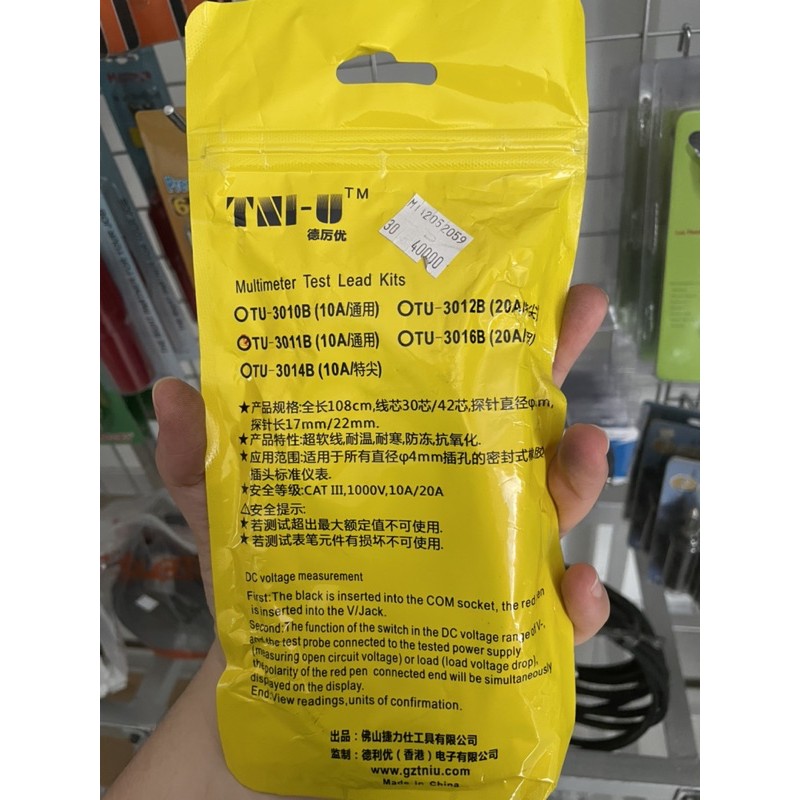 TNI-U™
德厉优
M112052059
30 40000
Multimeter Test Lead Kits
TU-3010B (10A/通用) TU-3012B (20A/特尖)
TU-3011B (10A/通用) TU-3016B (20A/
TU-3014B (10A/特尖)
★产品规格:全长108cm,线芯30芯/42芯,探针直径φ
探针长17mm/22mm.
★产品特性:超软线,耐温,耐寒,防冻,抗氧化.
★应用范围:适用于所有直径φ4mm插孔的密封式
插头标准仪表.
★安全等级:CAT III,1000V,10A/20A
⚠安全提示:
★若测试超出最大额定值不可使用.
★若测试表笔元件有损坏不可使用.
DC voltage measurement
First:The black is inserted into the COM socket, the red pen
is inserted into the V/Jack.
Second:The function of the switch in the DC voltage range of V-,
and the test probe connected to the tested power supply
(measuring open circuit voltage) or load (load voltage drop),
the polarity of the red pen connected end will be simultaneously
displayed on the display.
End:View readings,units of confirmation.
出品：佛山捷力仕工具有限公司
监制：德利优（香港）电子有限公司
www.gztniu.com
Made in China